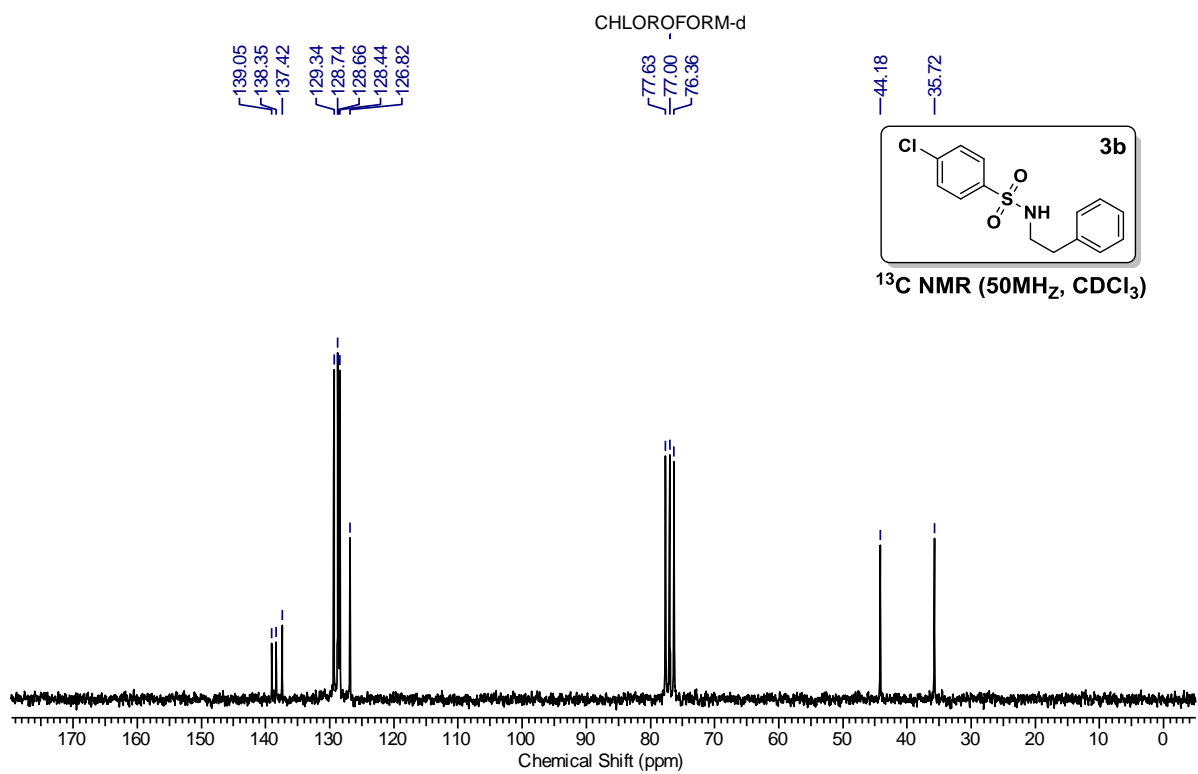 CHLOROFORM-d
139.05
138.35
137.42
129.34
128.74
128.66
128.44
126.82
77.63
77.00
76.36
44.18
35.72
3b
Cl
O
S
NH
O
¹³C NMR (50MHZ, CDCl₃)
170 160 150 140 130 120 110 100 90 80 70 60 50 40 30 20 10 0
Chemical Shift (ppm)